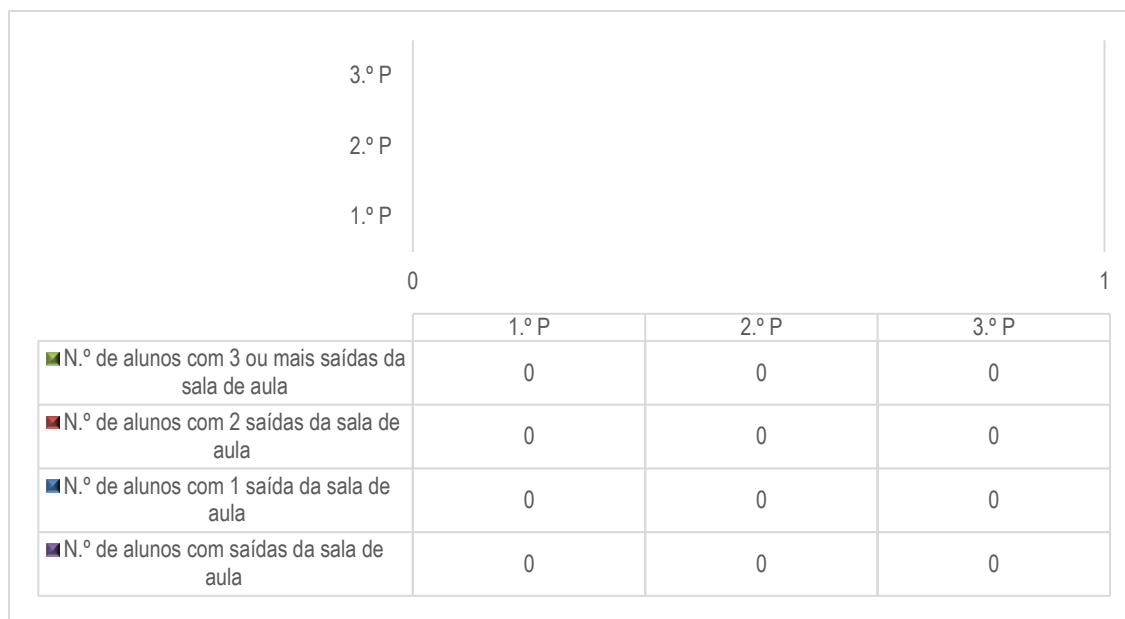 3.º P
2.º P
1.º P
0 1
1.º P 2.º P 3.º P
N.º de alunos com 3 ou mais saídas da
sala de aula
0 0 0
N.º de alunos com 2 saídas da sala de
aula
0 0 0
N.º de alunos com 1 saída da sala de
aula
0 0 0
N.º de alunos com saídas da sala de
aula
0 0 0